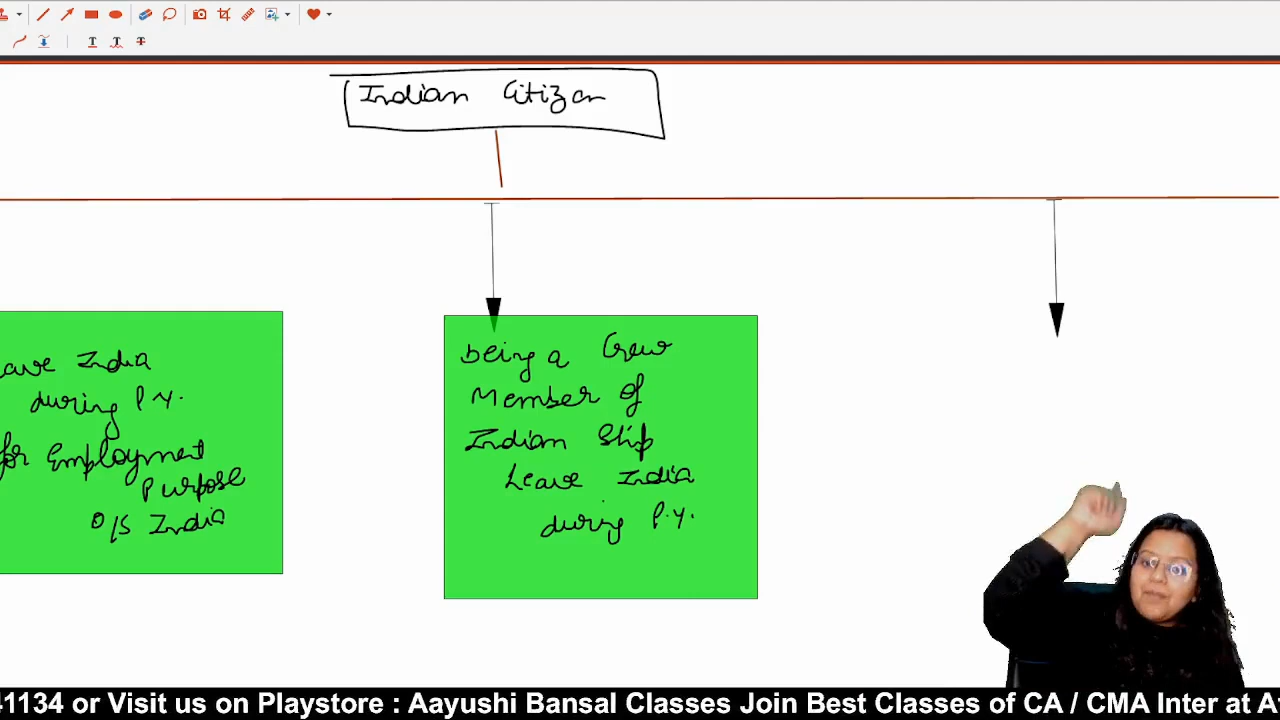 Indian Citizen
Leave India
during P.Y.
for Employment
Purpose
O/S India
being a Crew
Member of
Indian Ship
Leave India
during P.Y.
41134 or Visit us on Playstore : Aayushi Bansal Classes Join Best Classes of CA / CMA Inter at A